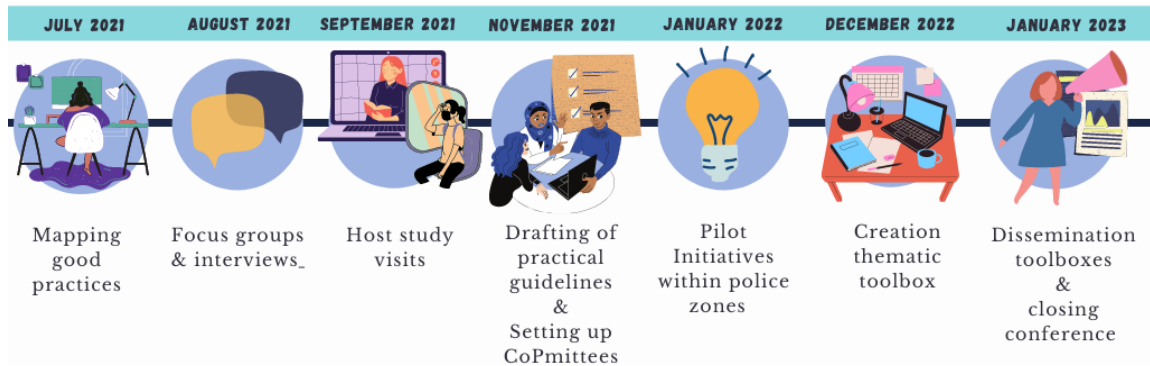 JULY 2021
AUGUST 2021
SEPTEMBER 2021
NOVEMBER 2021
JANUARY 2022
DECEMBER 2022
JANUARY 2023
Mapping
good
practices
Focus groups
& interviews_
Host study
visits
Drafting of
practical
guidelines
&
Setting up
CoPmittees
Pilot
Initiatives
within police
zones
Creation
thematic
toolbox
Dissemination
toolboxes
&
closing
conference